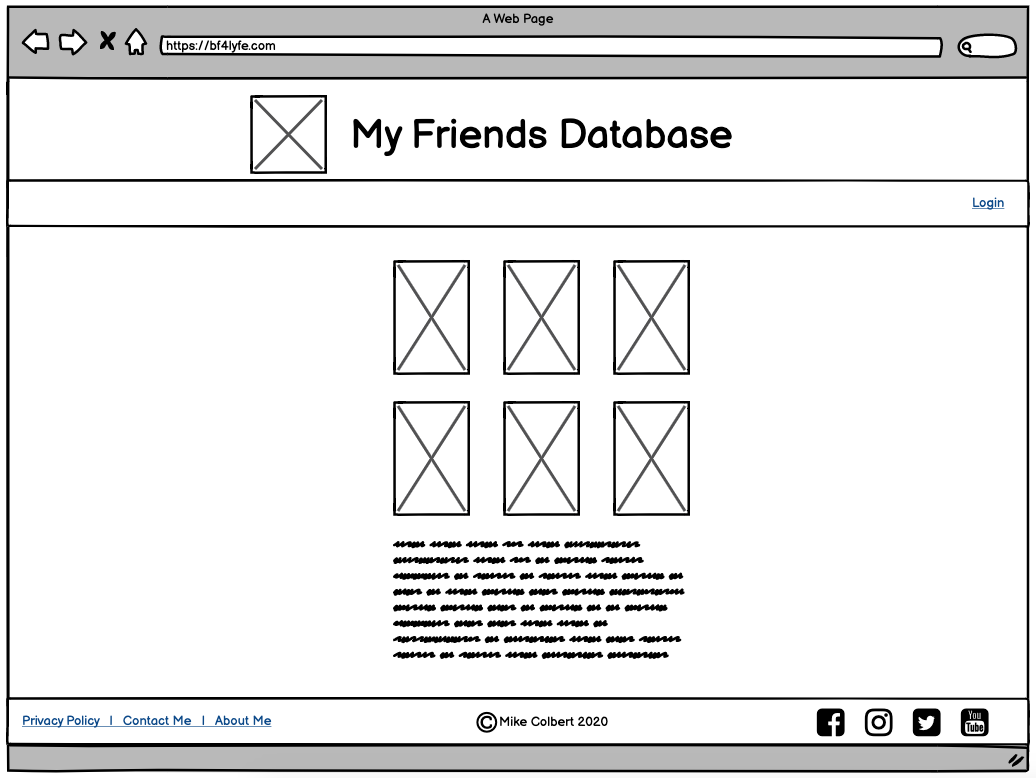 A Web Page
https://bf4lyfe.com
My Friends Database
Login
Privacy Policy | Contact Me | About Me
© Mike Colbert 2020
You
Tube